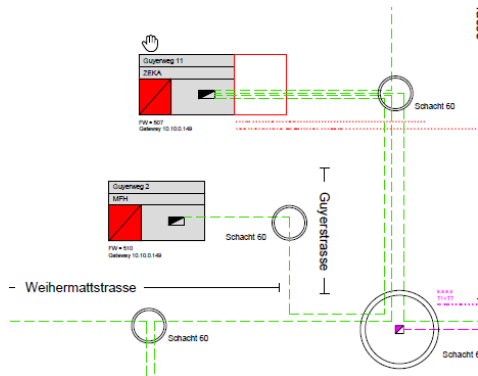 Guyerweg 11
ZEKA
FW = 507
Gateway 10.10.0.149
Schacht 60
Guyerweg 2
MFH
FW = 510
Gateway 10.10.0.149
Schacht 60
Guyerstrasse
Weihermattstrasse
Schacht 60
Schacht 6